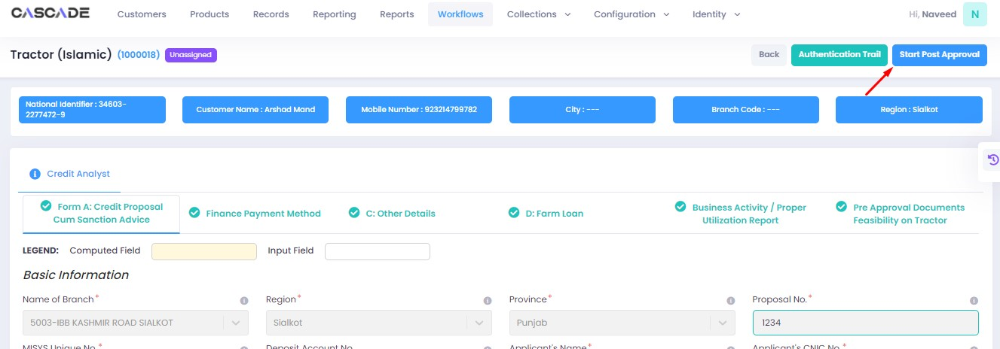 CASCADE
Customers Products Records Reporting Reports Workflows Collections Configuration Identity Hi, Naveed N
Tractor (Islamic) (1000018) Unassigned Back Authentication Trail Start Post Approval
National Identifier : 34603-
2277472-9
Customer Name : Arshad Mand
Mobile Number : 923214799782
City : ---
Branch Code : ---
Region : Sialkot
Credit Analyst
Form A: Credit Proposal
Cum Sanction Advice
Finance Payment Method
C: Other Details
D: Farm Loan
Business Activity / Proper
Utilization Report
Pre Approval Documents
Feasibility on Tractor
LEGEND: Computed Field Input Field
Basic Information
Name of Branch* Region* Province* Proposal No.*
5003-IBB KASHMIR ROAD SIALKOT Sialkot Punjab 1234
MISYS Unique No.* Deposit Account No. Applicant's Name* Applicant's CNIC No.*